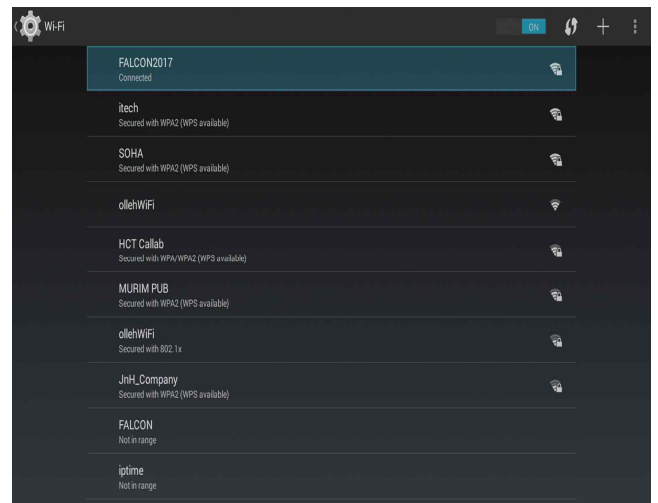 Wi-Fi
ON
FALCON2017
Connected
itech
Secured with WPA2 (WPS available)
SOHA
Secured with WPA2 (WPS available)
ollehWiFi
HCT Callab
Secured with WPA/WPA2 (WPS available)
MURIM PUB
Secured with WPA2 (WPS available)
ollehWiFi
Secured with 802.1x
JnH_Company
Secured with WPA2 (WPS available)
FALCON
Not in range
iptime
Not in range